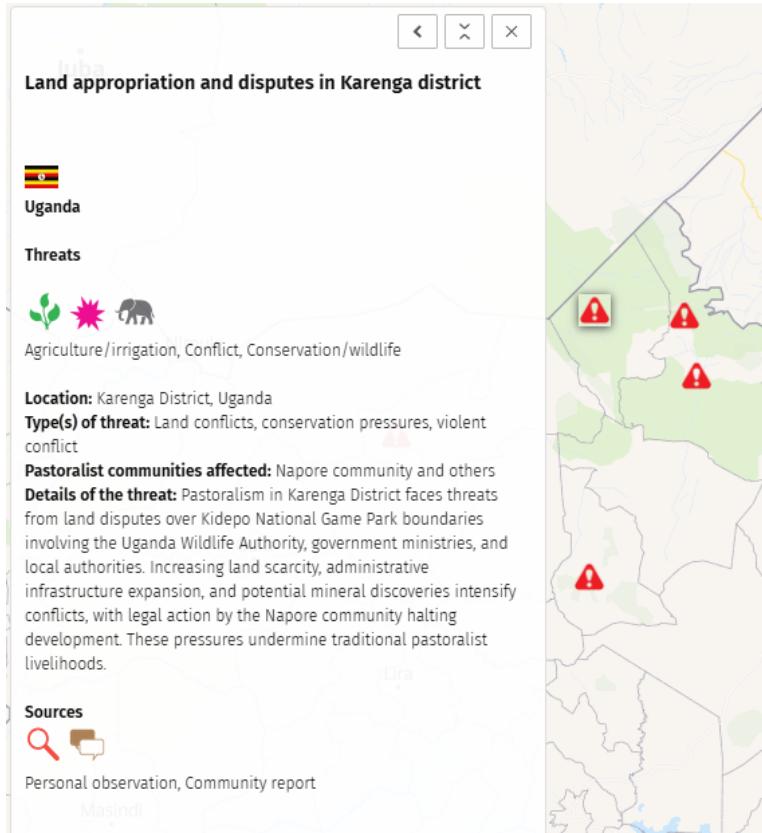 Juba
Land appropriation and disputes in Karenga district
Uganda
Threats
Agriculture/irrigation, Conflict, Conservation/wildlife
Location: Karenga District, Uganda
Type(s) of threat: Land conflicts, conservation pressures, violent
conflict
Pastoralist communities affected: Napore community and others
Details of the threat: Pastoralism in Karenga District faces threats
from land disputes over Kidepo National Game Park boundaries
involving the Uganda Wildlife Authority, government ministries, and
local authorities. Increasing land scarcity, administrative
infrastructure expansion, and potential mineral discoveries intensify
conflicts, with legal action by the Napore community halting
development. These pressures undermine traditional pastoralist
livelihoods.
Lira
Sources
Personal observation, Community report
Masindi